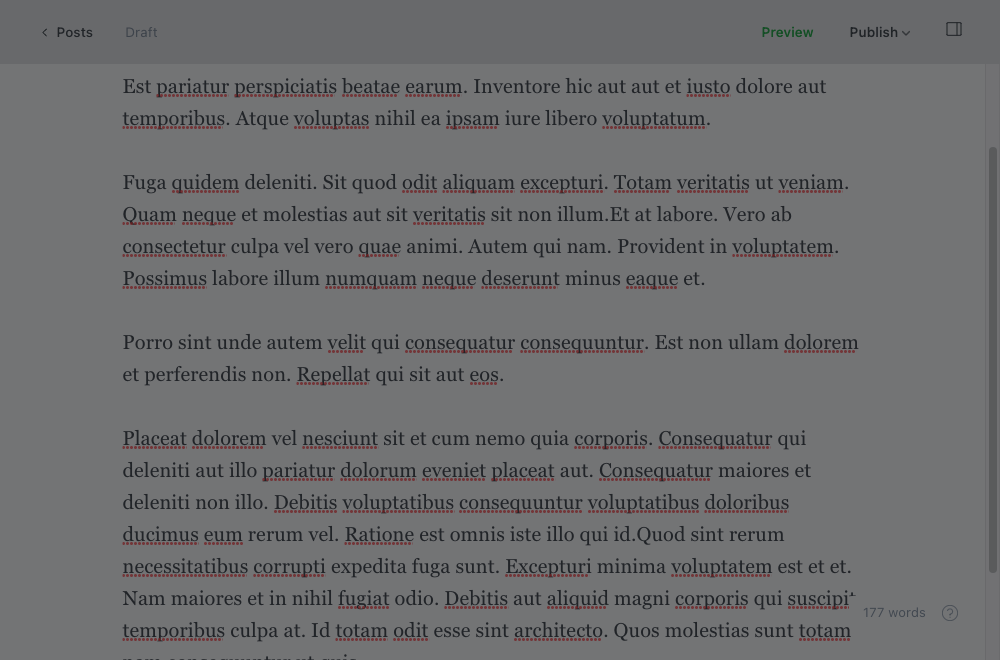 Posts
Draft
Preview
Publish
Est pariatur perspiciatis beatae earum. Inventore hic aut aut et iusto dolore aut
temporibus. Atque voluptas nihil ea ipsam iure libero voluptatum.
Fuga quidem deleniti. Sit quod odit aliquam excepturi. Totam veritatis ut veniam.
Quam neque et molestias aut sit veritatis sit non illum.Et at labore. Vero ab
consectetur culpa vel vero quae animi. Autem qui nam. Provident in voluptatem.
Possimus labore illum numquam neque deserunt minus eaque et.
Porro sint unde autem velit qui consequatur consequuntur. Est non ullam dolorem
et perferendis non. Repellat qui sit aut eos.
Placeat dolorem vel nesciunt sit et cum nemo quia corporis. Consequatur qui
deleniti aut illo pariatur dolorum eveniet placeat aut. Consequatur maiores et
deleniti non illo. Debitis voluptatibus consequuntur voluptatibus doloribus
ducimus eum rerum vel. Ratione est omnis iste illo qui id.Quod sint rerum
necessitatibus corrupti expedita fuga sunt. Excepturi minima voluptatem est et et.
Nam maiores et in nihil fugiat odio. Debitis aut aliquid magni corporis qui
177 words
temporibus culpa at. Id totam odit esse sint architecto. Quos molestias sunt totam